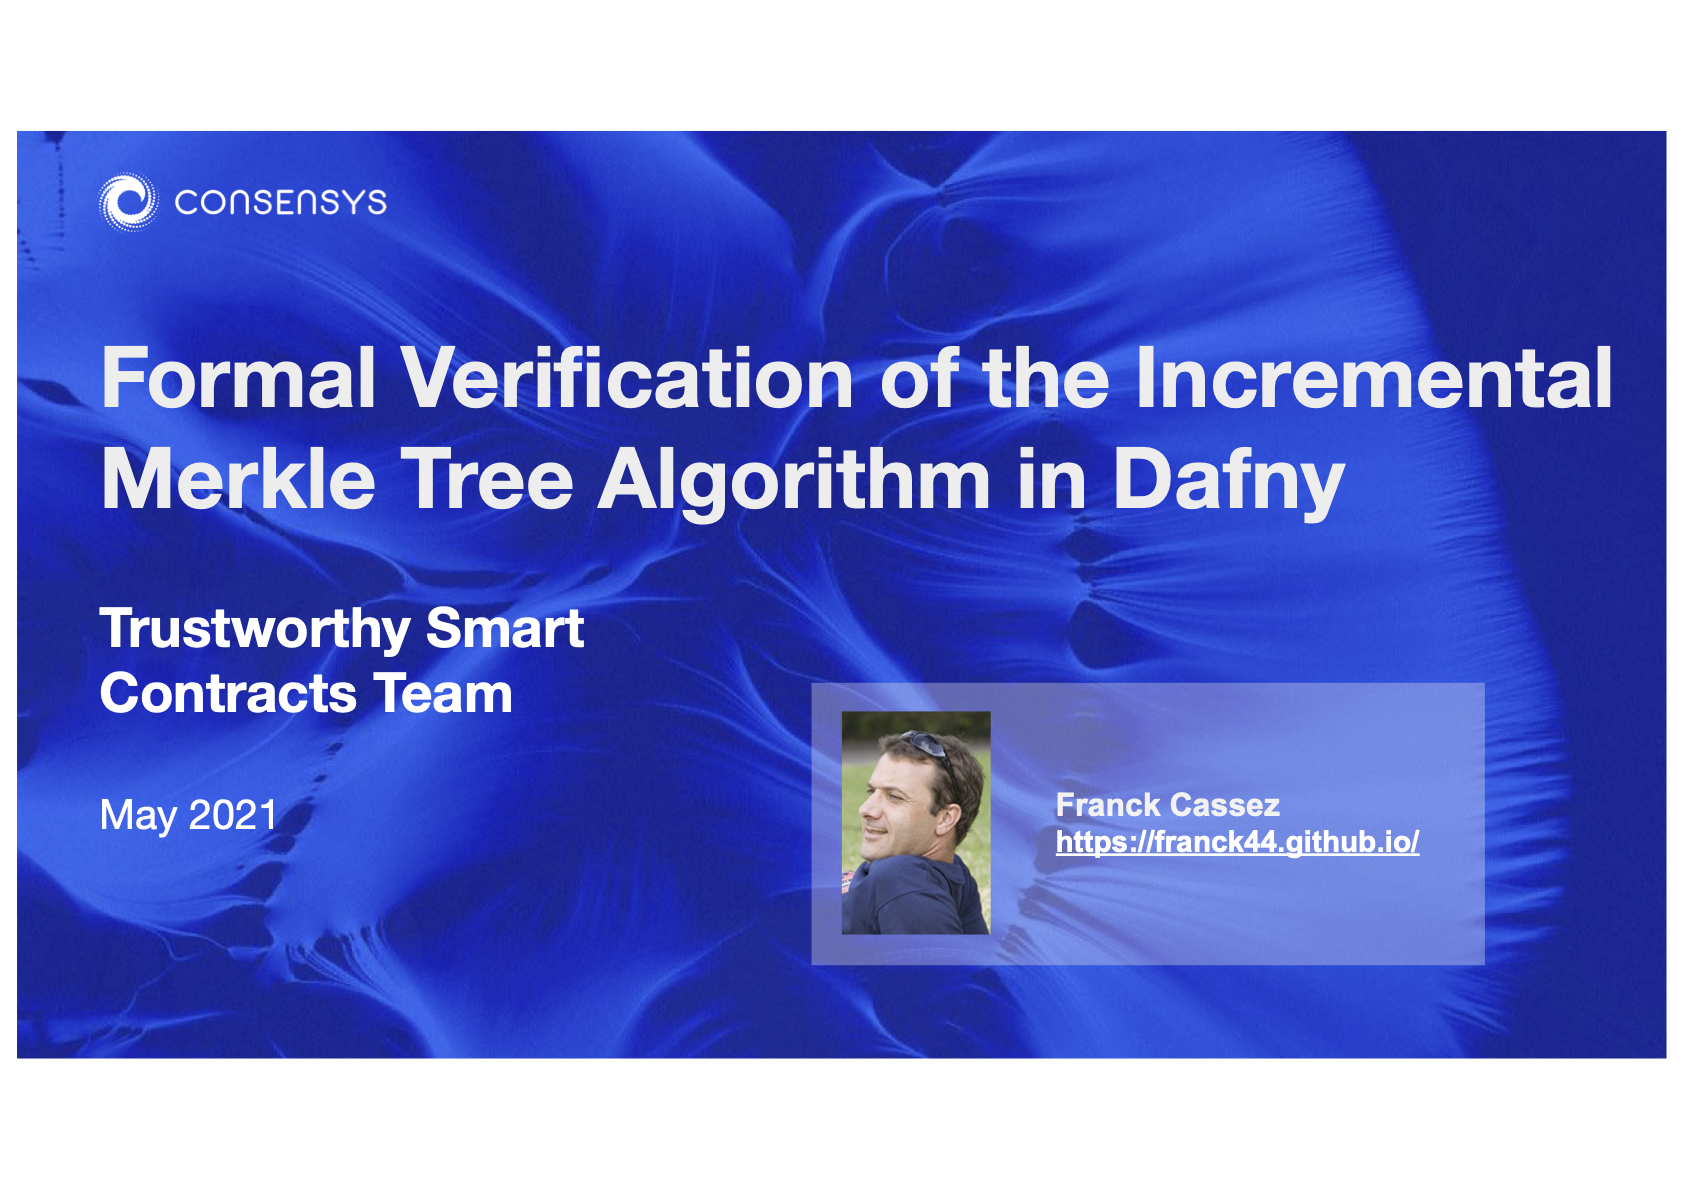 CONSENSYS
Formal Verification of the Incremental
Merkle Tree Algorithm in Dafny
Trustworthy Smart
Contracts Team
May 2021
Franck Cassez
https://franck44.github.io/